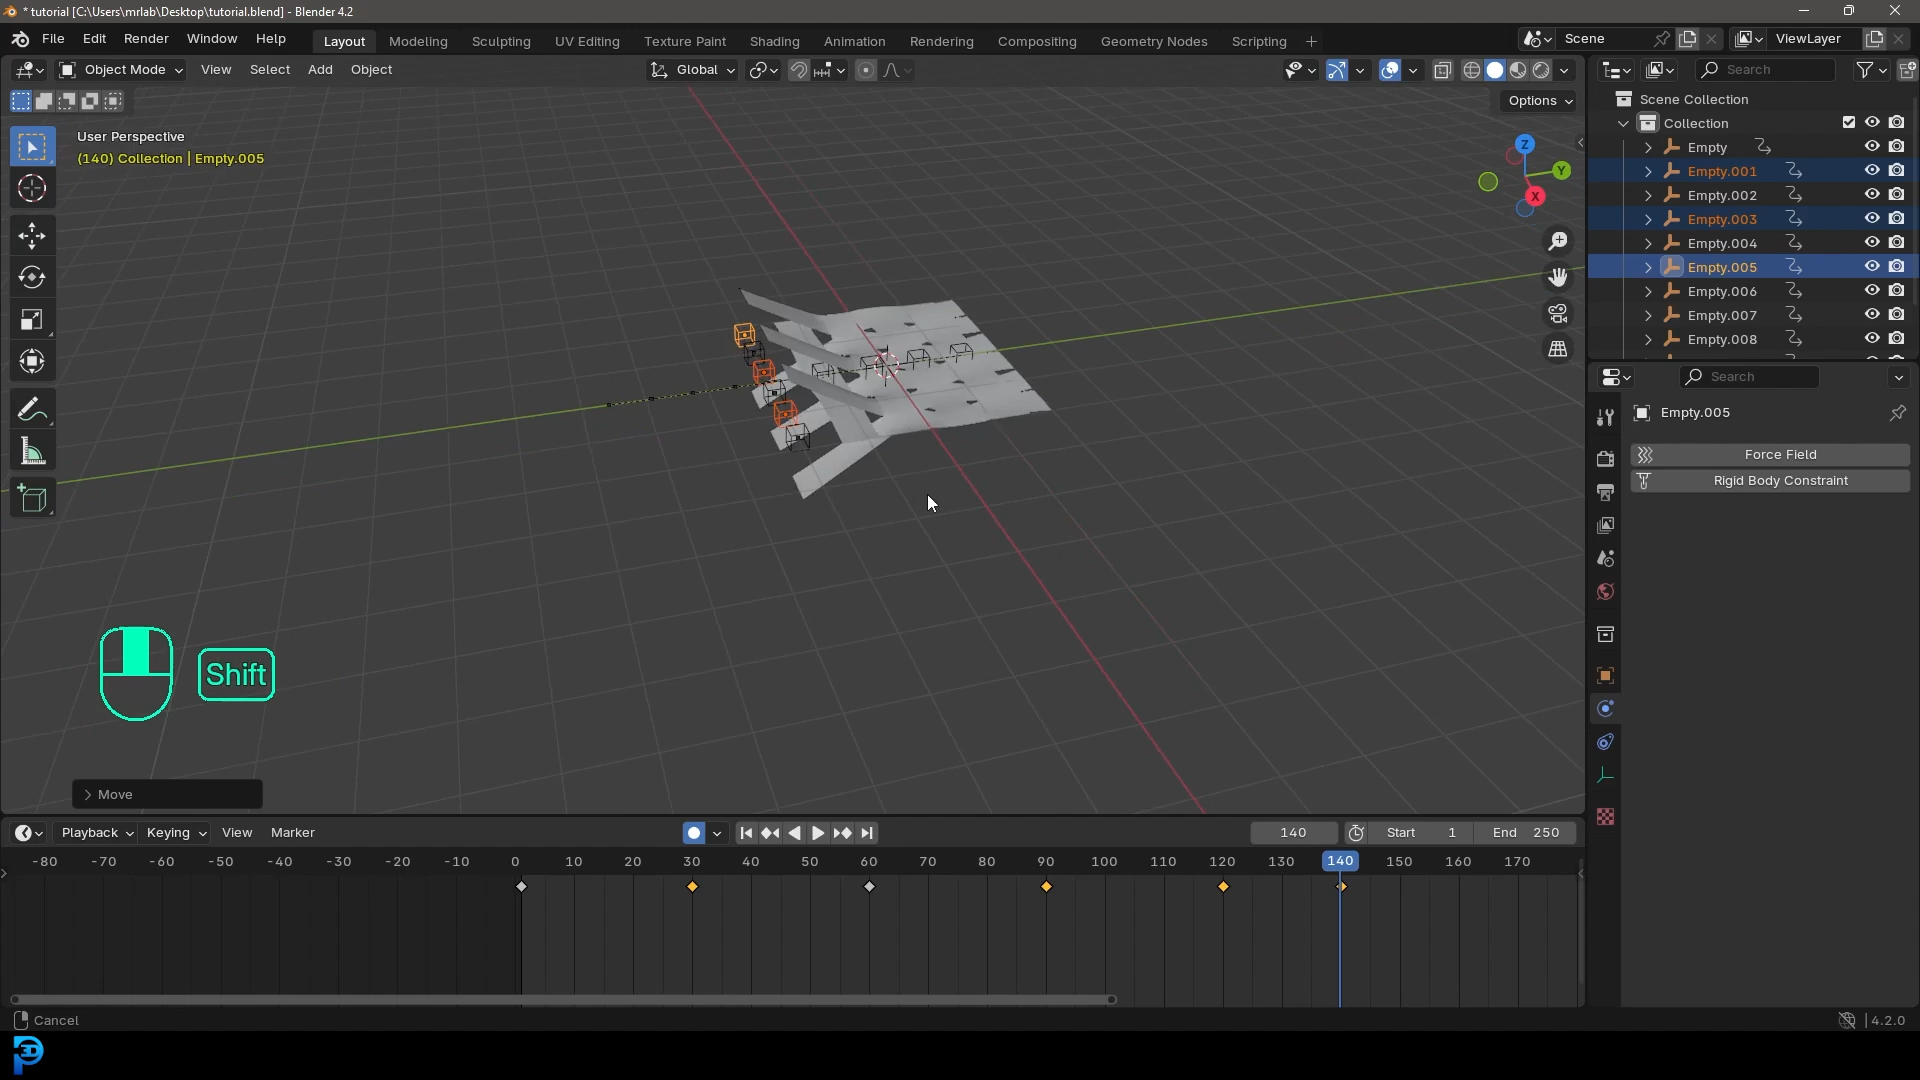 * tutorial [C:\Users\mrlab\Desktop\tutorial.blend] - Blender 4.2
File Edit Render Window Help Layout Modeling Sculpting UV Editing Texture Paint Shading Animation Rendering Compositing Geometry Nodes Scripting + Scene ViewLayer
Object Mode View Select Add Object Global Search
Options
User Perspective
(140) Collection | Empty.005
Z
Y
X
Scene Collection
Collection
Empty
Empty.001
Empty.002
Empty.003
Empty.004
Empty.005
Empty.006
Empty.007
Empty.008
Search
Empty.005
Force Field
Rigid Body Constraint
Shift
Move
Playback Keying View Marker 140 Start 1 End 250
-80 -70 -60 -50 -40 -30 -20 -10 0 10 20 30 40 50 60 70 80 90 100 110 120 130 140 150 160 170
Cancel
4.2.0
3D